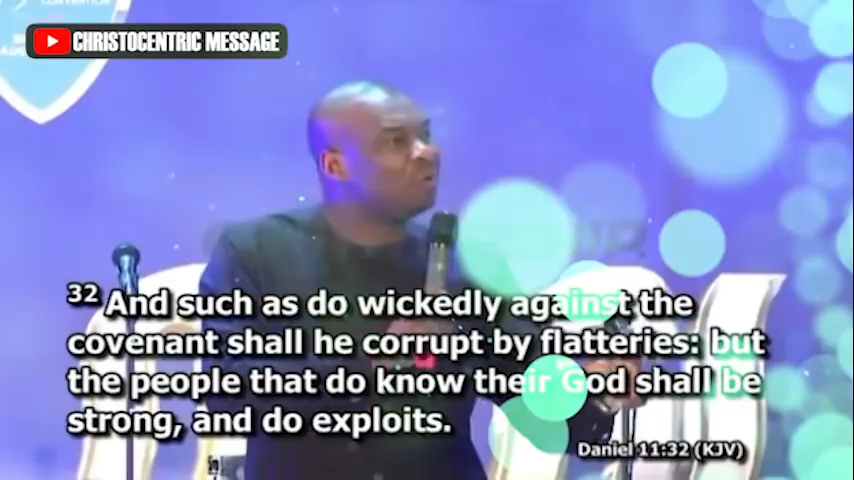 CONVENTION
CHRISTOCENTRIC MESSAGE
32 And such as do wickedly against the
covenant shall he corrupt by flatteries: but
the people that do know their God shall be
strong, and do exploits.
Daniel 11:32 (KJV)